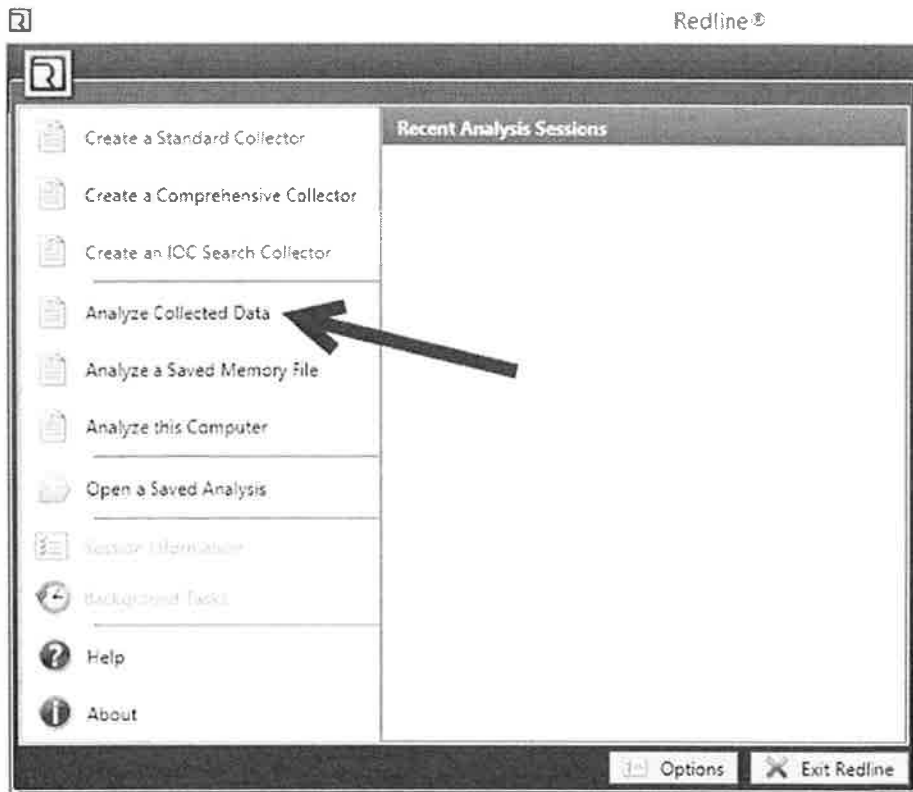 Redline®
Create a Standard Collector
Create a Comprehensive Collector
Create an IOC Search Collector
Analyze Collected Data
Analyze a Saved Memory File
Analyze this Computer
Open a Saved Analysis
Session Information
Background Tasks
Help
About
Recent Analysis Sessions
Options
Exit Redline